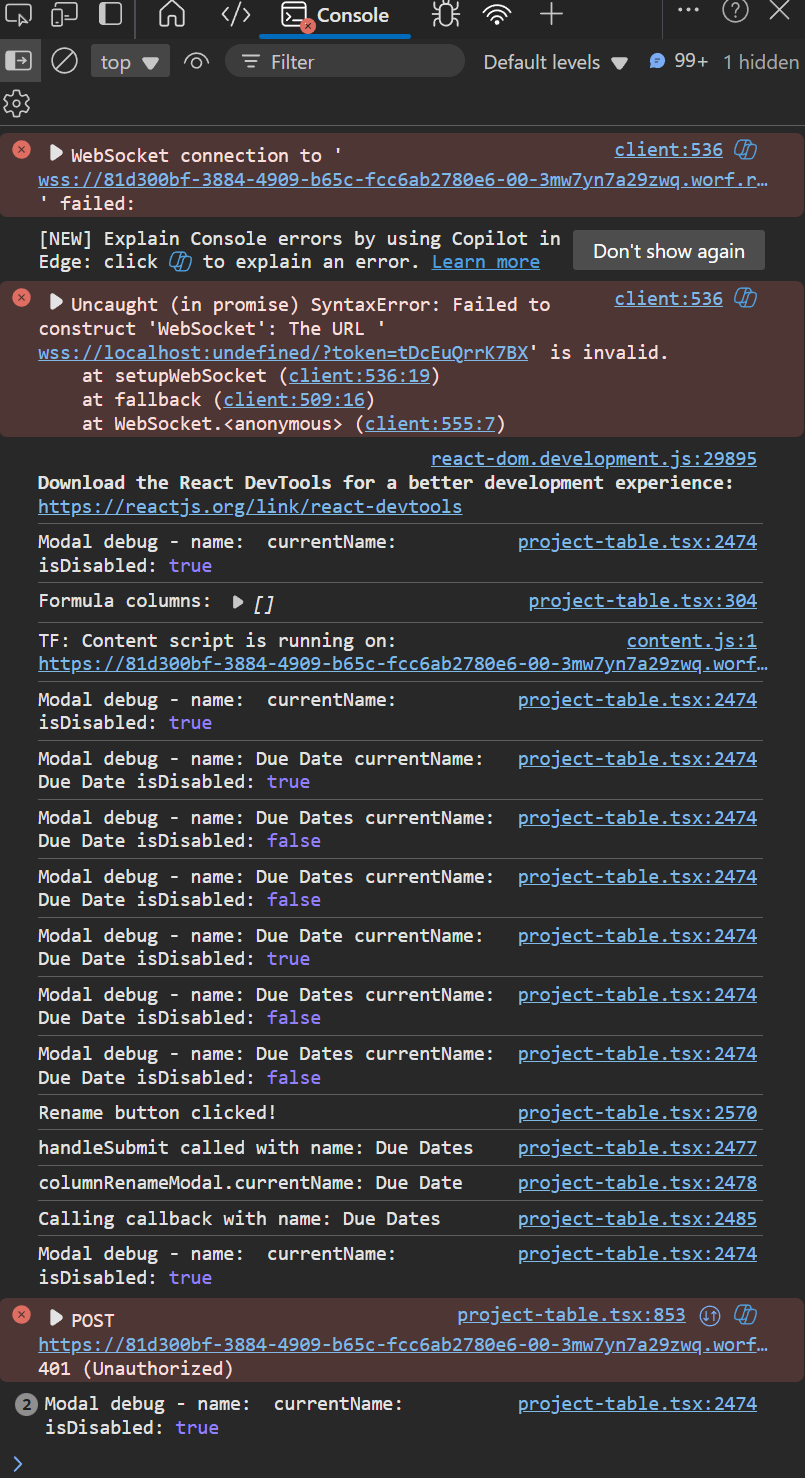 Console
top
Filter
Default levels
99+
1 hidden
WebSocket connection to '
client:536
wss://81d300bf-3884-4909-b65c-fcc6ab2780e6-00-3mw7yn7a29zwq.worf.r…
' failed:
[NEW] Explain Console errors by using Copilot in
Edge: click to explain an error. Learn more
Don't show again
Uncaught (in promise) SyntaxError: Failed to
client:536
construct 'WebSocket': The URL '
wss://localhost:undefined/?token=tDcEuQrrK7BX' is invalid.
at setupWebSocket (client:536:19)
at fallback (client:509:16)
at WebSocket.<anonymous> (client:555:7)
react-dom.development.js:29895
Download the React DevTools for a better development experience:
https://reactjs.org/link/react-devtools
Modal debug - name:  currentName:
project-table.tsx:2474
isDisabled: true
Formula columns: []
project-table.tsx:304
TF: Content script is running on:
content.js:1
https://81d300bf-3884-4909-b65c-fcc6ab2780e6-00-3mw7yn7a29zwq.worf…
Modal debug - name:  currentName:
project-table.tsx:2474
isDisabled: true
Modal debug - name: Due Date currentName:
project-table.tsx:2474
Due Date isDisabled: true
Modal debug - name: Due Dates currentName:
project-table.tsx:2474
Due Date isDisabled: false
Modal debug - name: Due Dates currentName:
project-table.tsx:2474
Due Date isDisabled: false
Modal debug - name: Due Date currentName:
project-table.tsx:2474
Due Date isDisabled: true
Modal debug - name: Due Dates currentName:
project-table.tsx:2474
Due Date isDisabled: false
Modal debug - name: Due Dates currentName:
project-table.tsx:2474
Due Date isDisabled: false
Rename button clicked!
project-table.tsx:2570
handleSubmit called with name: Due Dates
project-table.tsx:2477
columnRenameModal.currentName: Due Date
project-table.tsx:2478
Calling callback with name: Due Dates
project-table.tsx:2485
Modal debug - name:  currentName:
project-table.tsx:2474
isDisabled: true
POST
project-table.tsx:853
https://81d300bf-3884-4909-b65c-fcc6ab2780e6-00-3mw7yn7a29zwq.worf…
401 (Unauthorized)
2 Modal debug - name:  currentName:
project-table.tsx:2474
isDisabled: true